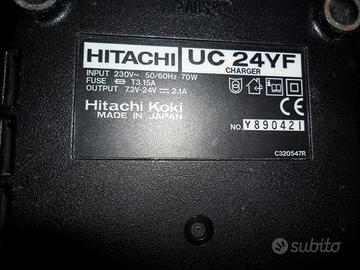 HITACHI UC 24YF
CHARGER
INPUT 230V~ 50/60Hz 70W
FUSE T3.15A
OUTPUT 7.2V-24V 2.1A
Hitachi Koki
MADE IN JAPAN
CE
NO. Y890421
C320547R
subito